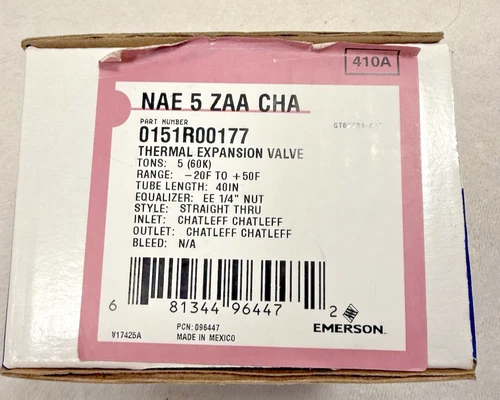 410A
NAE 5 ZAA CHA
PART NUMBER
0151R00177
THERMAL EXPANSION VALVE
TONS: 5 (60K)
RANGE: -20F TO +50F
TUBE LENGTH: 40IN
EQUALIZER: EE 1/4" NUT
STYLE: STRAIGHT THRU
INLET: CHATLEFF CHATLEFF
OUTLET: CHATLEFF CHATLEFF
BLEED: N/A
6 81344 96447 2
EMERSON
PCN: 096447
V17425A MADE IN MEXICO